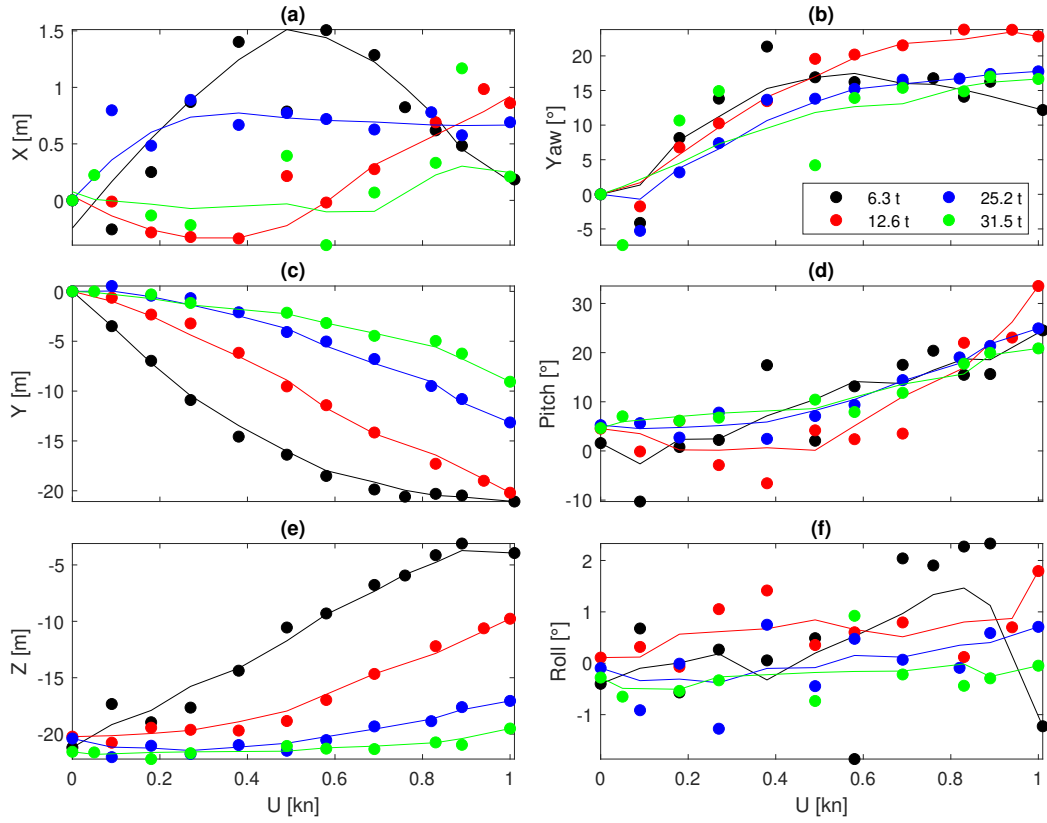 (a)
1.5
1
0.5
0
X [m]
(b)
20
15
10
5
0
-5
Yaw [°]
6.3 t
25.2 t
12.6 t
31.5 t
(c)
0
-5
-10
-15
-20
Y [m]
(d)
30
20
10
0
-10
Pitch [°]
(e)
-5
-10
-15
-20
Z [m]
0
0.2
0.4
0.6
0.8
1
U [kn]
(f)
2
1
0
-1
Roll [°]
0
0.2
0.4
0.6
0.8
1
U [kn]